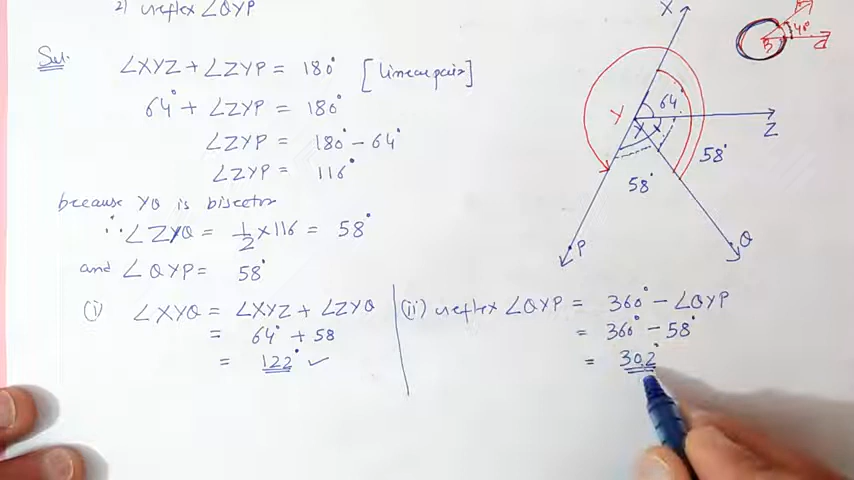 2) reflex ∠QYP
Sol.
∠XYZ + ∠ZYP = 180° [linear pair]
64° + ∠ZYP = 180°
∠ZYP = 180° - 64°
∠ZYP = 116°
because YQ is bisector
∴ ∠ZYQ = 1/2 x 116 = 58°
and ∠QYP = 58°
(i) ∠XYQ = ∠XYZ + ∠ZYQ
= 64° + 58
= 122° ✓
(ii) reflex ∠QYP = 360° - ∠QYP
= 360° - 58°
= 302°
X
Y
64°
Z
58°
58°
P
Q
B
40°